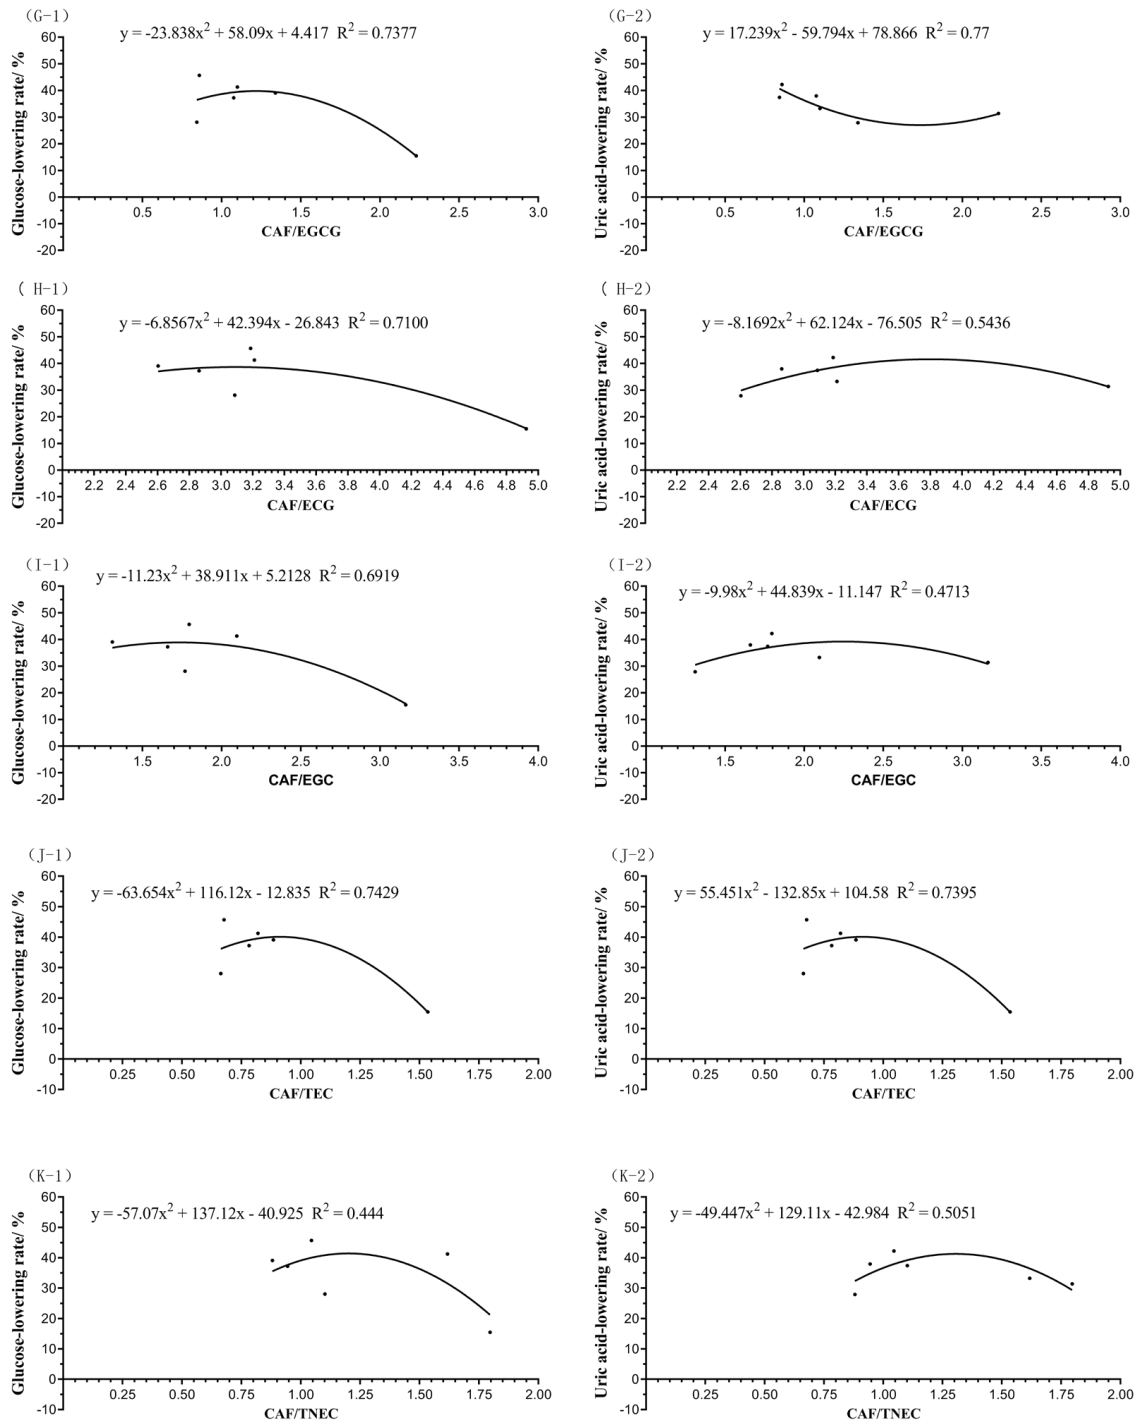 (G-1)
y = -23.838x² + 58.09x + 4.417 R² = 0.7377
Glucose-lowering rate/ %
60
50
40
30
20
10
0
-10
-20
0.5 1.0 1.5 2.0 2.5 3.0
CAF/EGCG
(G-2)
y = 17.239x² - 59.794x + 78.866 R² = 0.77
Uric acid-lowering rate/ %
60
50
40
30
20
10
0
-10
-20
0.5 1.0 1.5 2.0 2.5 3.0
CAF/EGCG
( H-1)
y = -6.8567x² + 42.394x - 26.843 R² = 0.7100
Glucose-lowering rate/ %
60
50
40
30
20
10
0
-10
-20
2.2 2.4 2.6 2.8 3.0 3.2 3.4 3.6 3.8 4.0 4.2 4.4 4.6 4.8 5.0
CAF/ECG
( H-2)
y = -8.1692x² + 62.124x - 76.505 R² = 0.5436
Uric acid-lowering rate/ %
60
50
40
30
20
10
0
-10
-20
2.2 2.4 2.6 2.8 3.0 3.2 3.4 3.6 3.8 4.0 4.2 4.4 4.6 4.8 5.0
CAF/ECG
(I-1)
y = -11.23x² + 38.911x + 5.2128 R² = 0.6919
Glucose-lowering rate/ %
60
50
40
30
20
10
0
-10
-20
1.5 2.0 2.5 3.0 3.5 4.0
CAF/EGC
(I-2)
y = -9.98x² + 44.839x - 11.147 R² = 0.4713
Uric acid-lowering rate/ %
60
50
40
30
20
10
0
-10
-20
1.5 2.0 2.5 3.0 3.5 4.0
CAF/EGC
(J-1)
y = -63.654x² + 116.12x - 12.835 R² = 0.7429
Glucose-lowering rate/ %
60
50
40
30
20
10
0
-10
0.25 0.50 0.75 1.00 1.25 1.50 1.75 2.00
CAF/TEC
(J-2)
y = 55.451x² - 132.85x + 104.58 R² = 0.7395
Uric acid-lowering rate/ %
60
50
40
30
20
10
0
-10
0.25 0.50 0.75 1.00 1.25 1.50 1.75 2.00
CAF/TEC
(K-1)
y = -57.07x² + 137.12x - 40.925 R² = 0.444
Glucose-lowering rate/ %
60
50
40
30
20
10
0
-10
0.25 0.50 0.75 1.00 1.25 1.50 1.75 2.00
CAF/TNEC
(K-2)
y = -49.447x² + 129.11x - 42.984 R² = 0.5051
Uric acid-lowering rate/ %
60
50
40
30
20
10
0
-10
0.25 0.50 0.75 1.00 1.25 1.50 1.75 2.00
CAF/TNEC